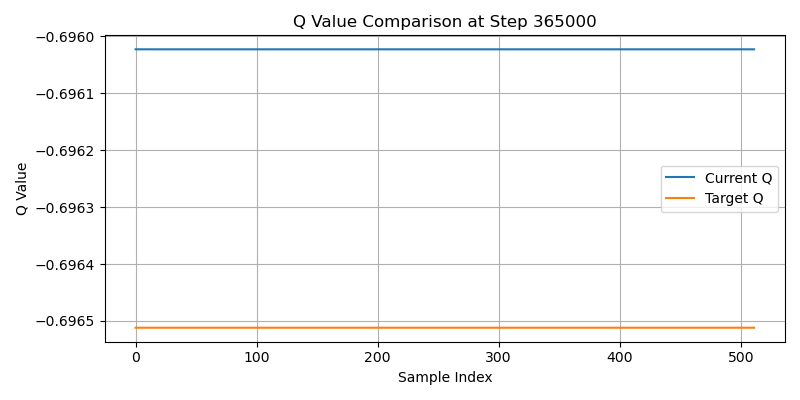 Q Value Comparison at Step 365000
−0.6960
−0.6961
−0.6962
−0.6963
−0.6964
−0.6965
Q Value
Current Q
Target Q
0 100 200 300 400 500
Sample Index